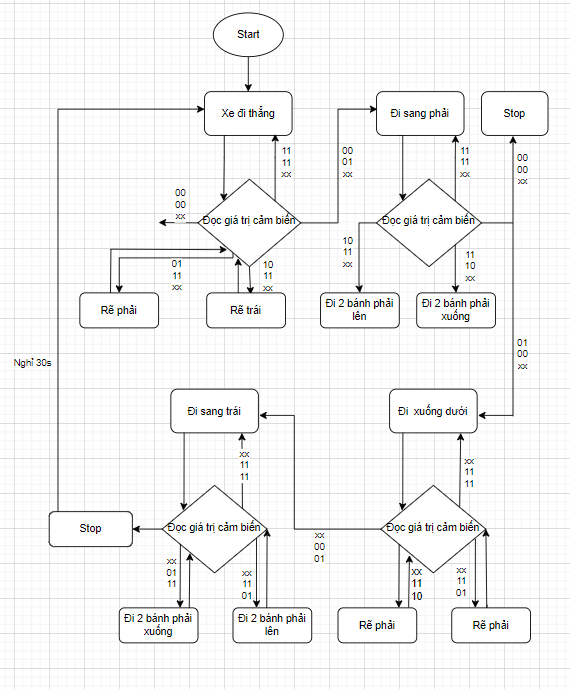 Start
Xe đi thẳng
Đi sang phải
Stop
11
11
xx
00
01
xx
11
11
xx
00
00
xx
00
00
xx
Đọc giá trị cảm biến
Đọc giá trị cảm biến
01
11
xx
10
11
xx
10
11
xx
11
10
xx
Rẽ phải
Rẽ trái
Đi 2 bánh phải
lên
Đi 2 bánh phải
xuống
01
00
xx
Nghỉ 30s
Đi sang trái
Đi xuống dưới
xx
11
11
xx
11
11
Stop
Đọc giá trị cảm biến
xx
00
01
Đọc giá trị cảm biến
xx
01
11
xx
11
01
xx
11
10
xx
11
01
Đi 2 bánh phải
xuống
Đi 2 bánh phải
lên
Rẽ phải
Rẽ phải